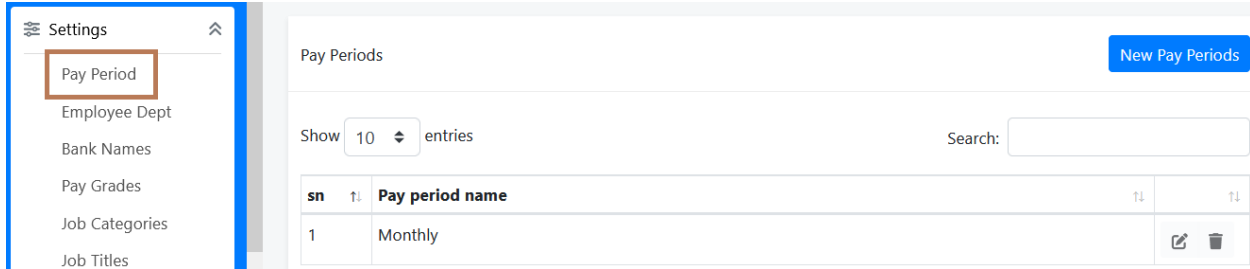 Settings
Pay Period
Employee Dept
Bank Names
Pay Grades
Job Categories
Job Titles
Pay Periods
New Pay Periods
Show 10 entries
Search:
sn Pay period name
1 Monthly